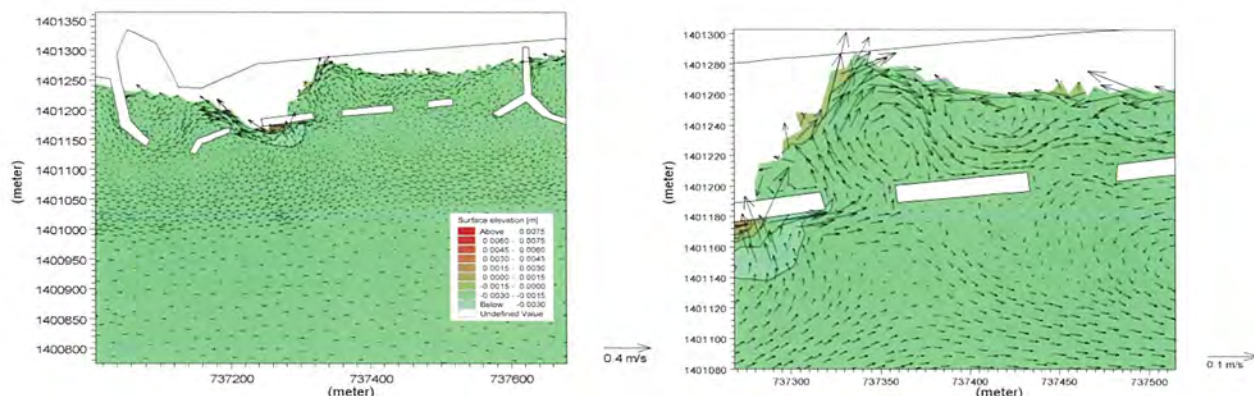 1401350
1401300
1401250
1401200
1401150
1401100
1401050
1401000
1400950
1400900
1400850
1400800
(meter)
737200
737400
737600
(meter)
Surface elevation [m]
Above 0.0075
0.0060 - 0.0075
0.0045 - 0.0060
0.0030 - 0.0045
0.0015 - 0.0030
0.0000 - 0.0015
-0.0015 - 0.0000
-0.0030 - -0.0015
Below -0.0030
Undefined Value
0.4 m/s
1401300
1401280
1401260
1401240
1401220
1401200
1401180
1401160
1401140
1401120
1401100
1401080
(meter)
737300
737350
737400
737450
737500
(meter)
0.1 m/s